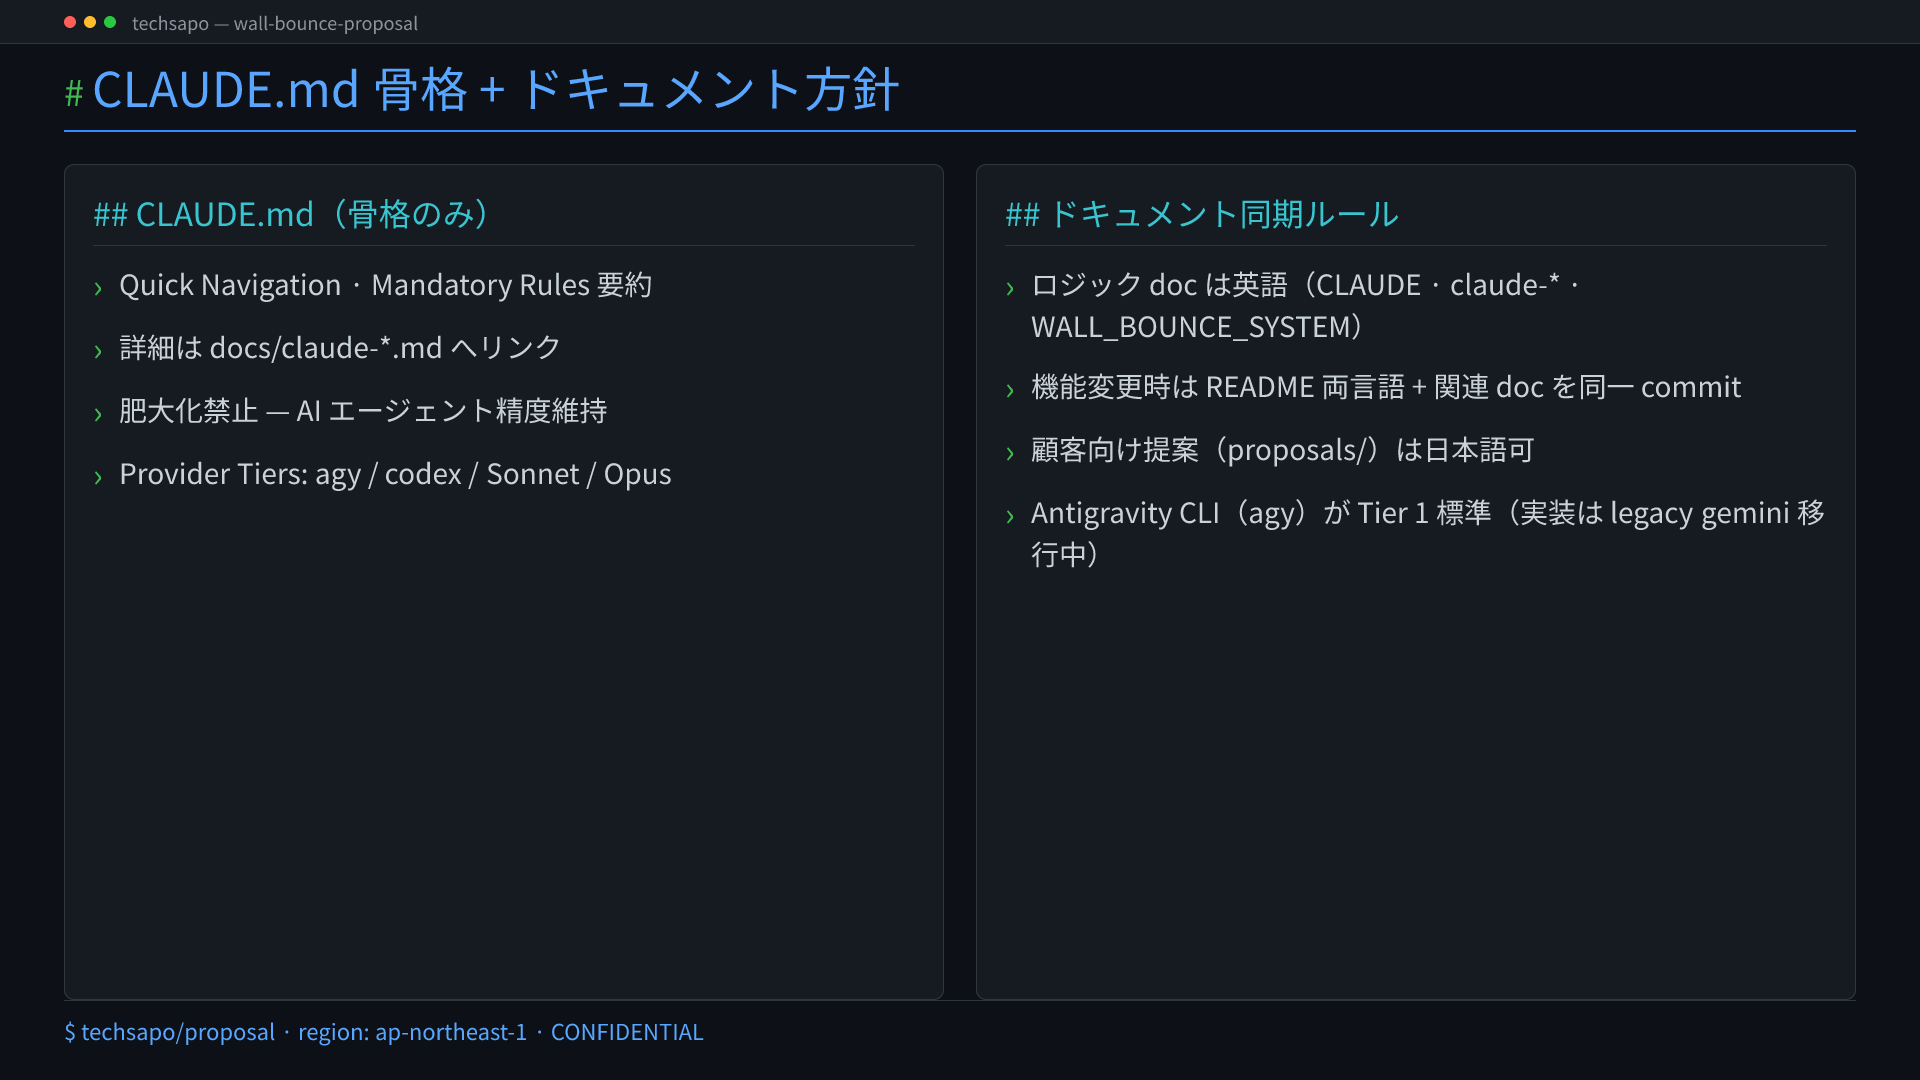 techsapo — wall-bounce-proposal
# CLAUDE.md 骨格 + ドキュメント方針
## CLAUDE.md（骨格のみ）
› Quick Navigation · Mandatory Rules 要約
› 詳細は docs/claude-*.md へリンク
› 肥大化禁止 — AI エージェント精度維持
› Provider Tiers: agy / codex / Sonnet / Opus
## ドキュメント同期ルール
› ロジック doc は英語（CLAUDE · claude-* ·
WALL_BOUNCE_SYSTEM）
› 機能変更時は README 両言語 + 関連 doc を同一 commit
› 顧客向け提案（proposals/）は日本語可
› Antigravity CLI（agy）が Tier 1 標準（実装は legacy gemini 移
行中）
$ techsapo/proposal · region: ap-northeast-1 · CONFIDENTIAL